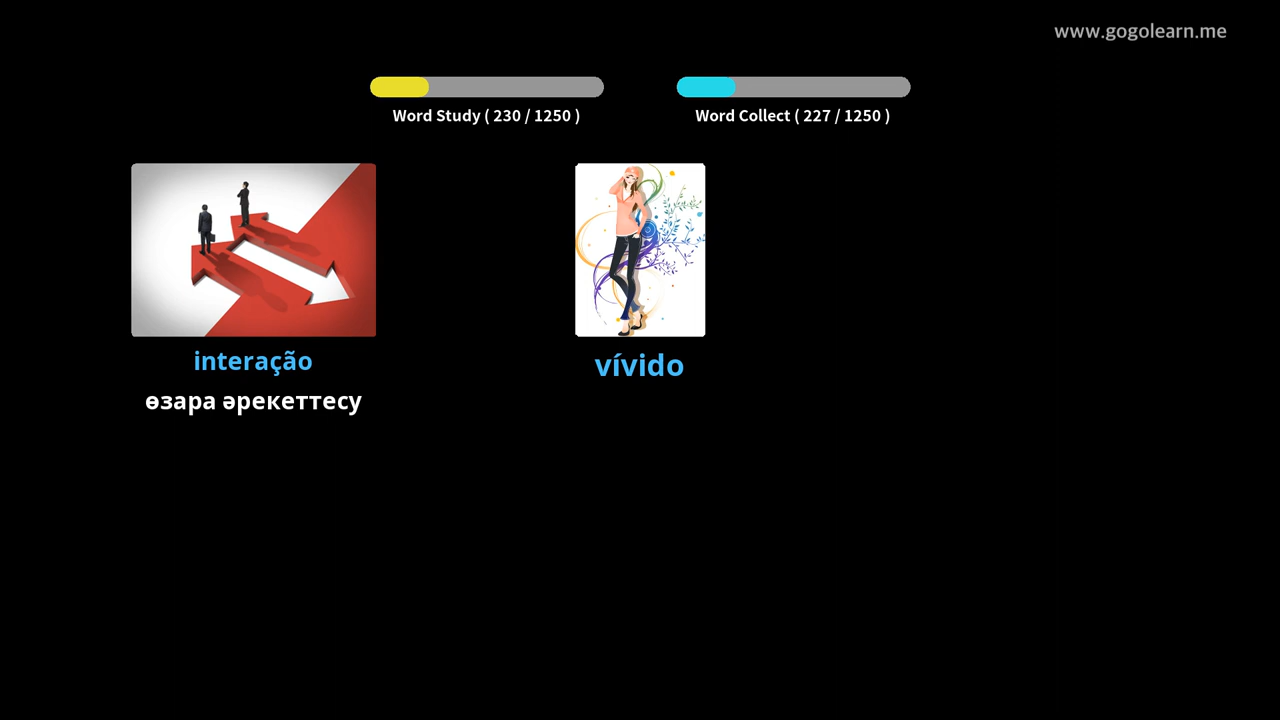 www.gogolearn.me
Word Study ( 230 / 1250 )
Word Collect ( 227 / 1250 )
interação
өзара әрекеттесу
vívido